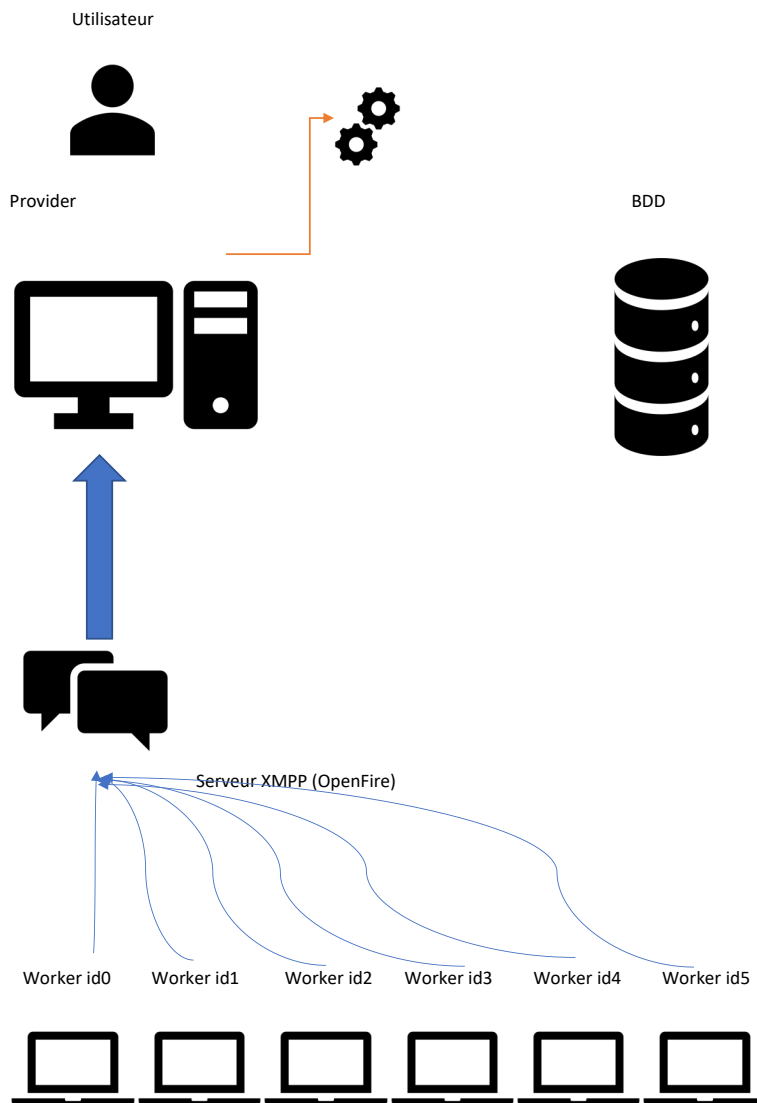 Utilisateur
Provider
BDD
Serveur XMPP (OpenFire)
Worker id0
Worker id1
Worker id2
Worker id3
Worker id4
Worker id5